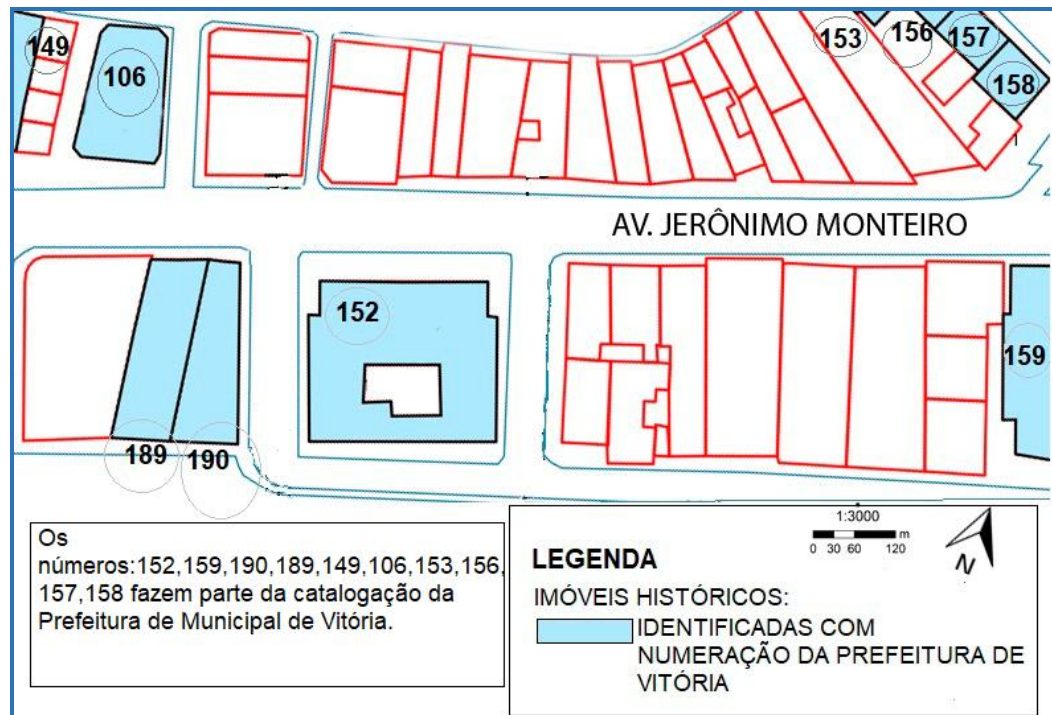 149
106
153
156
157
158
AV. JERÔNIMO MONTEIRO
152
159
189
190
Os
números:152,159,190,189,149,106,153,156,
157,158 fazem parte da catalogação da
Prefeitura de Municipal de Vitória.
1:3000
0 30 60 120 m
N
LEGENDA
IMÓVEIS HISTÓRICOS:
IDENTIFICADAS COM
NUMERAÇÃO DA PREFEITURA DE
VITÓRIA